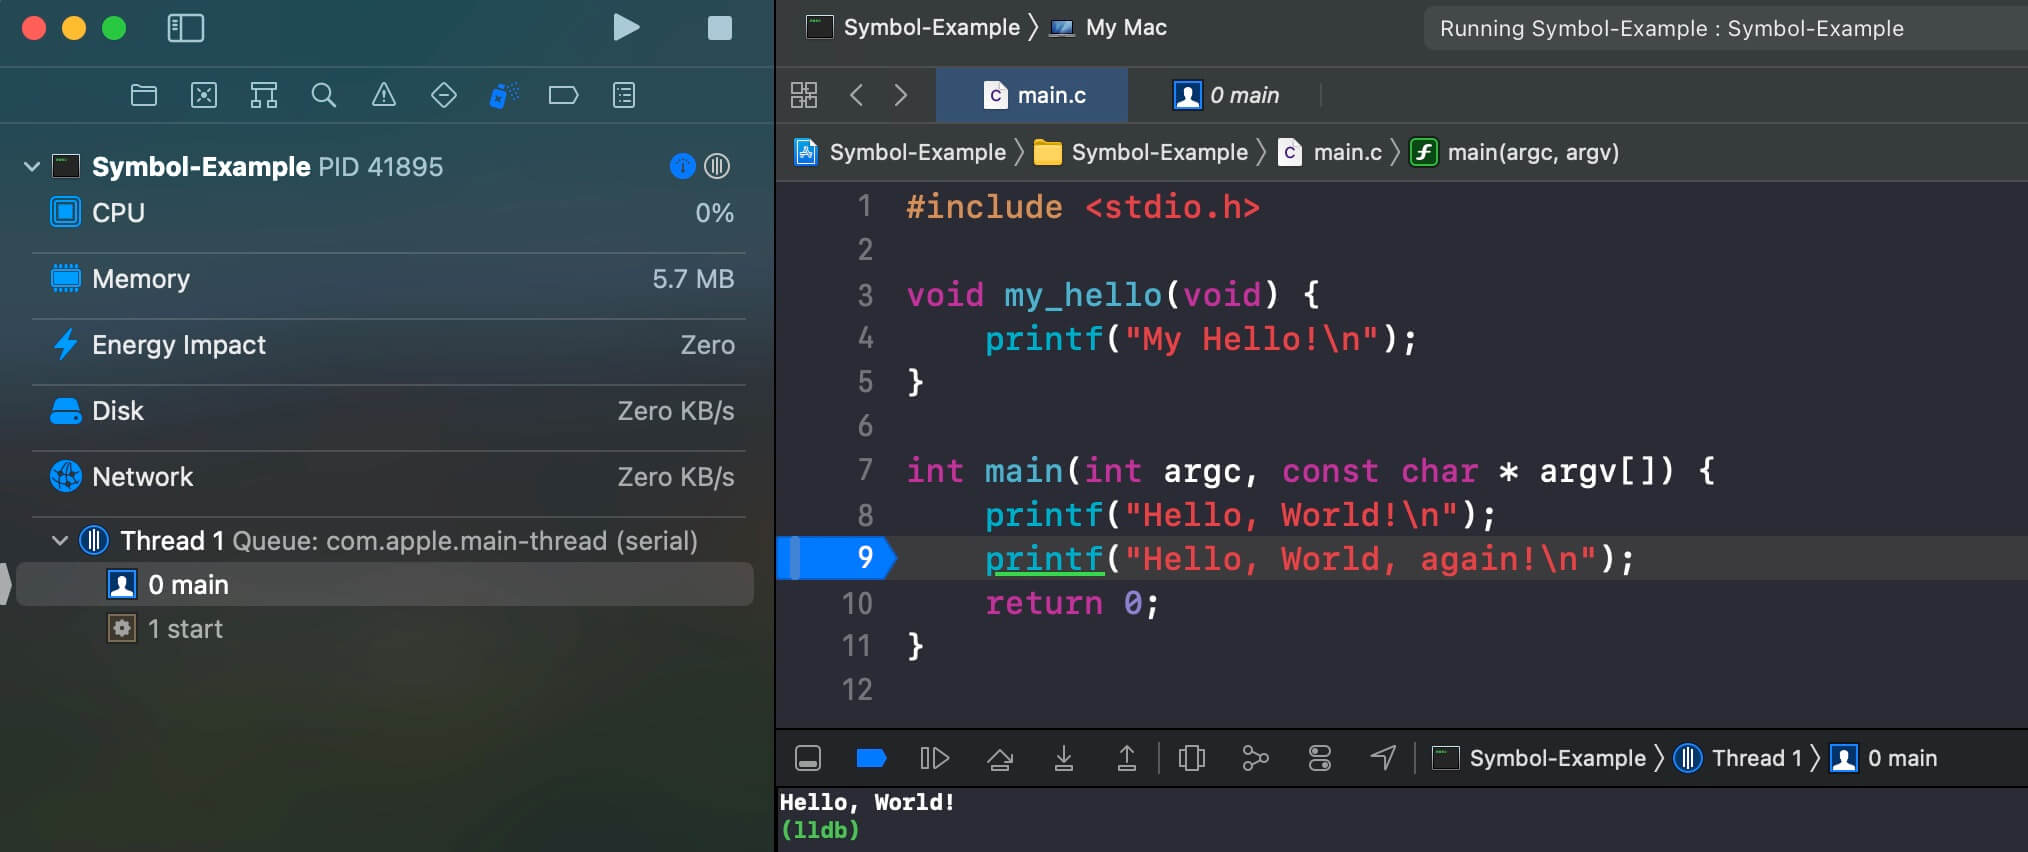 Symbol-Example PID 41895
CPU 0%
Memory 5.7 MB
Energy Impact Zero
Disk Zero KB/s
Network Zero KB/s
Thread 1 Queue: com.apple.main-thread (serial)
0 main
1 start
Symbol-Example My Mac Running Symbol-Example : Symbol-Example
main.c 0 main
Symbol-Example Symbol-Example main.c main(argc, argv)
1 #include <stdio.h>
2
3 void my_hello(void) {
4 printf("My Hello!\n");
5 }
6
7 int main(int argc, const char * argv[]) {
8 printf("Hello, World!\n");
9 printf("Hello, World, again!\n");
10 return 0;
11 }
12
Symbol-Example Thread 1 0 main
Hello, World!
(lldb)